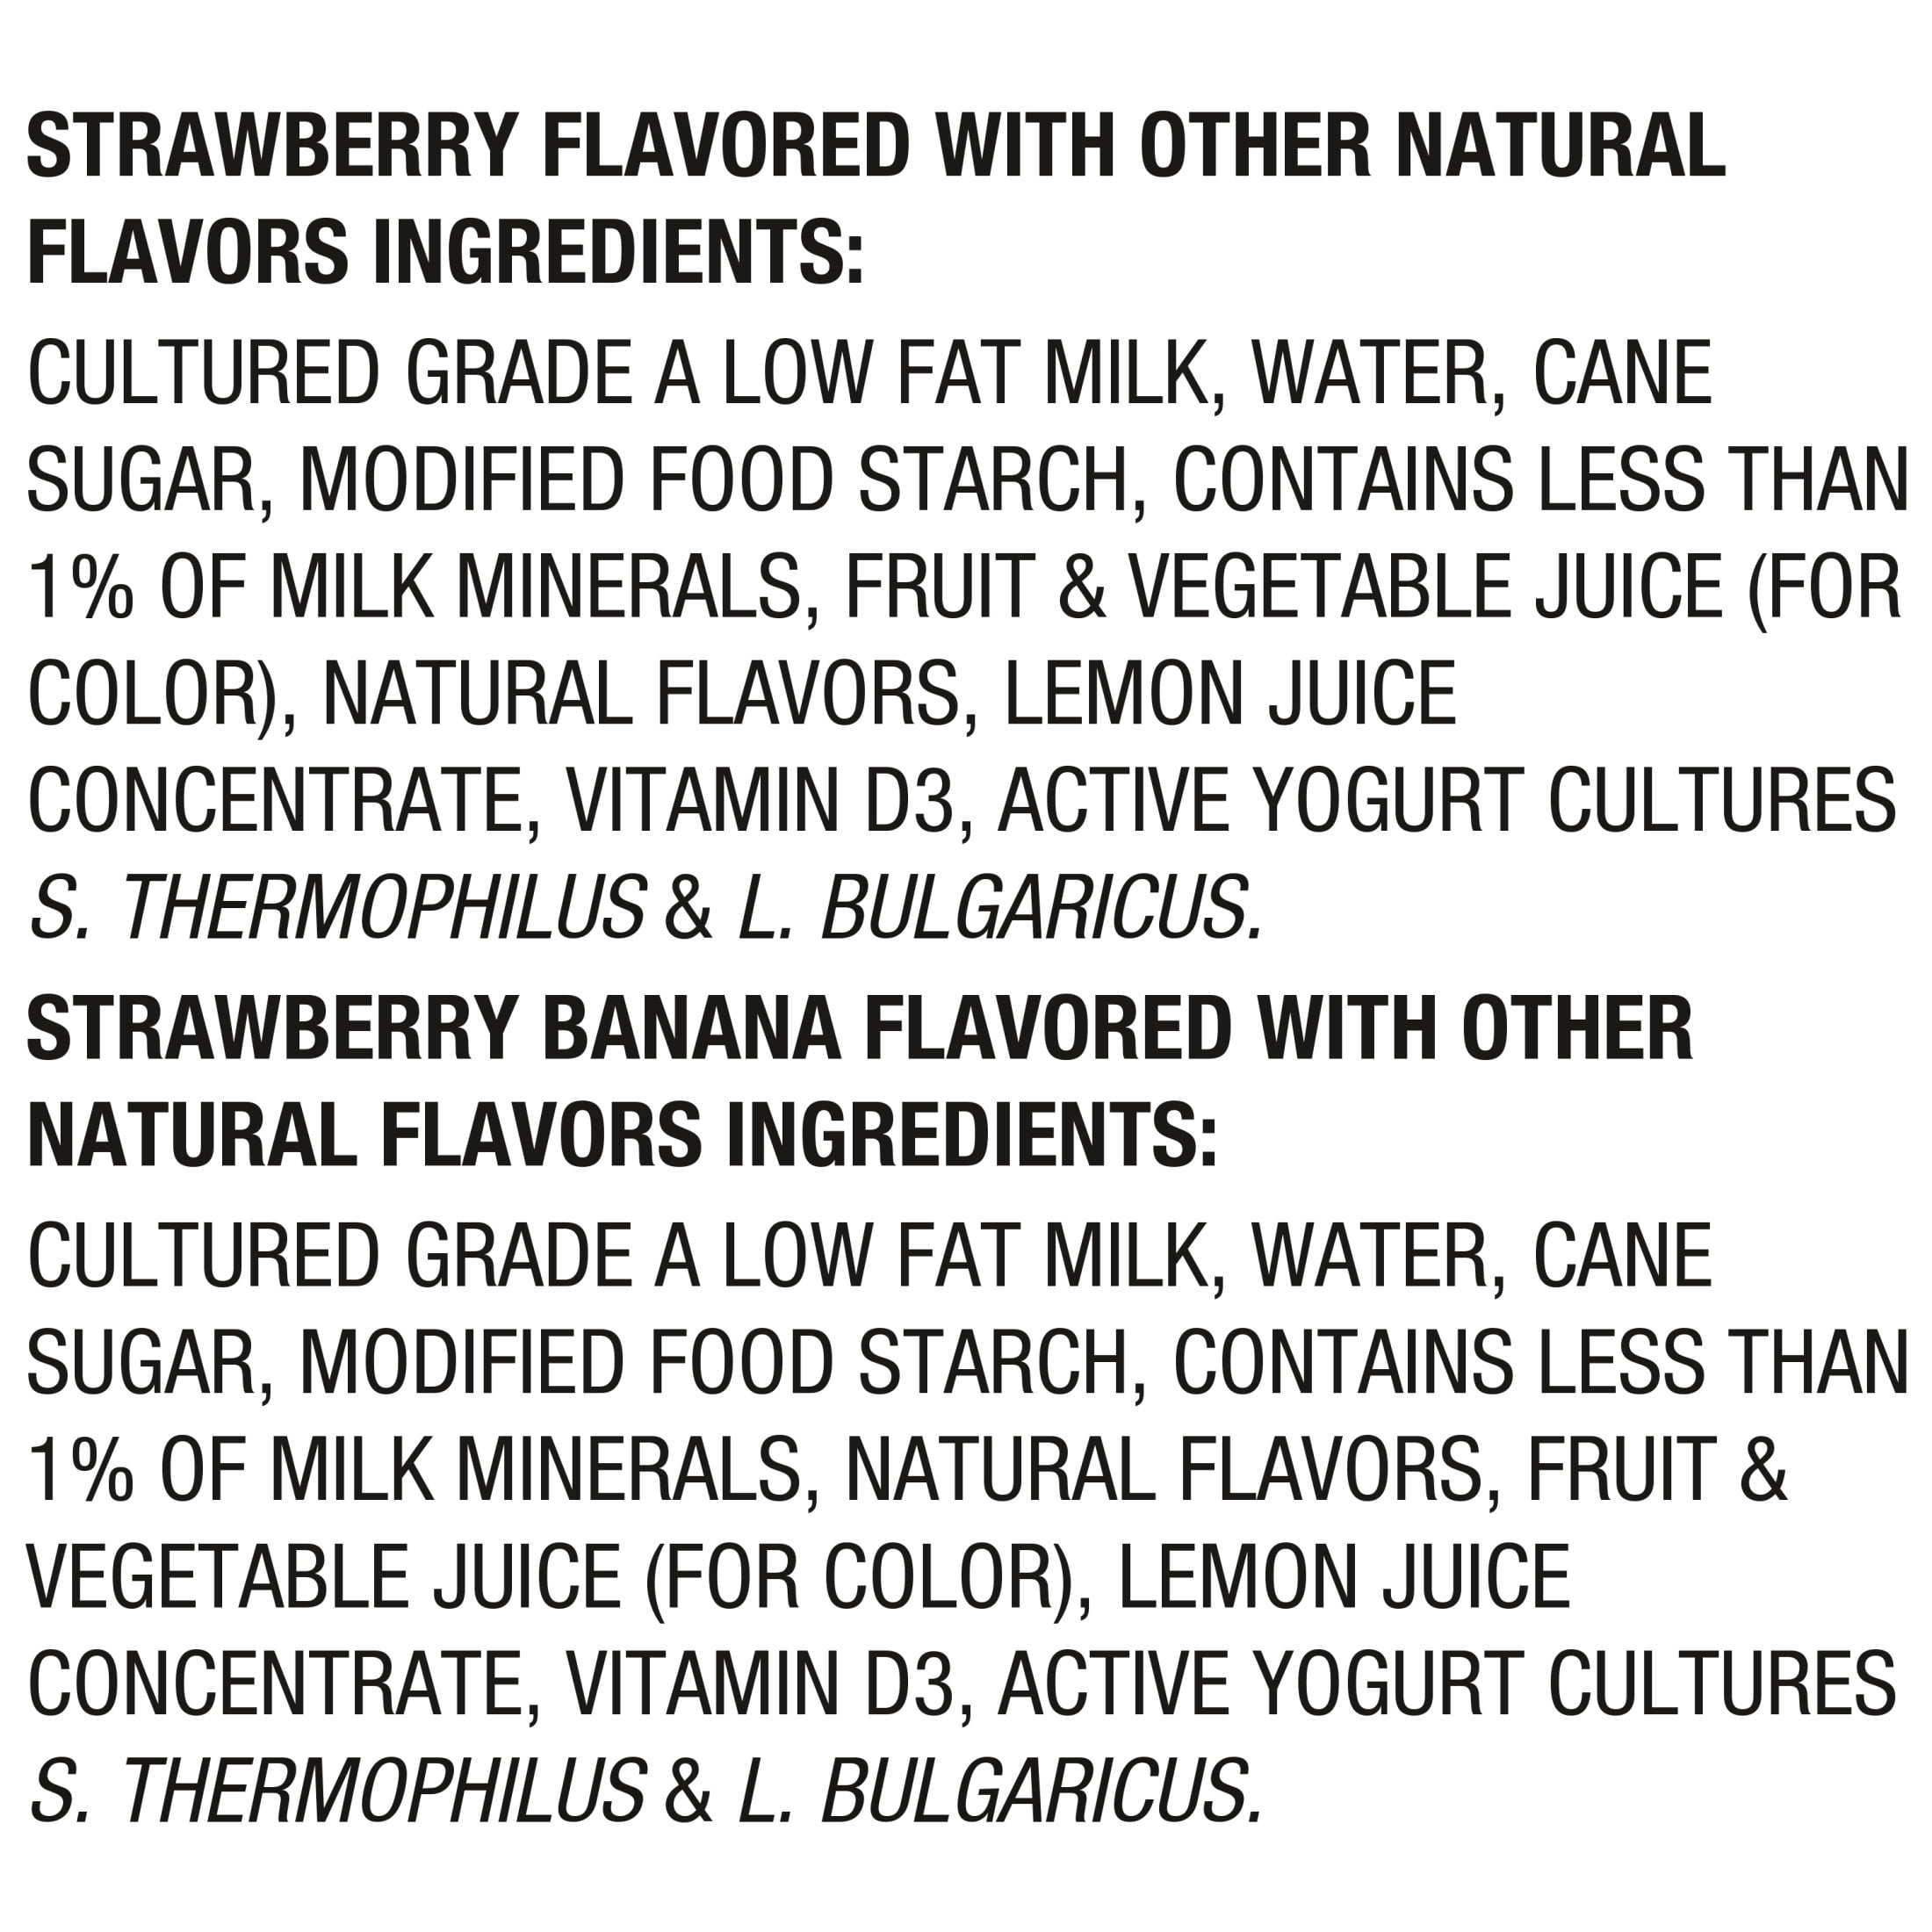 STRAWBERRY FLAVORED WITH OTHER NATURAL
FLAVORS INGREDIENTS:
CULTURED GRADE A LOW FAT MILK, WATER, CANE
SUGAR, MODIFIED FOOD STARCH, CONTAINS LESS THAN
1% OF MILK MINERALS, FRUIT & VEGETABLE JUICE (FOR
COLOR), NATURAL FLAVORS, LEMON JUICE
CONCENTRATE, VITAMIN D3, ACTIVE YOGURT CULTURES
S. THERMOPHILUS & L. BULGARICUS.
STRAWBERRY BANANA FLAVORED WITH OTHER
NATURAL FLAVORS INGREDIENTS:
CULTURED GRADE A LOW FAT MILK, WATER, CANE
SUGAR, MODIFIED FOOD STARCH, CONTAINS LESS THAN
1% OF MILK MINERALS, NATURAL FLAVORS, FRUIT &
VEGETABLE JUICE (FOR COLOR), LEMON JUICE
CONCENTRATE, VITAMIN D3, ACTIVE YOGURT CULTURES
S. THERMOPHILUS & L. BULGARICUS.